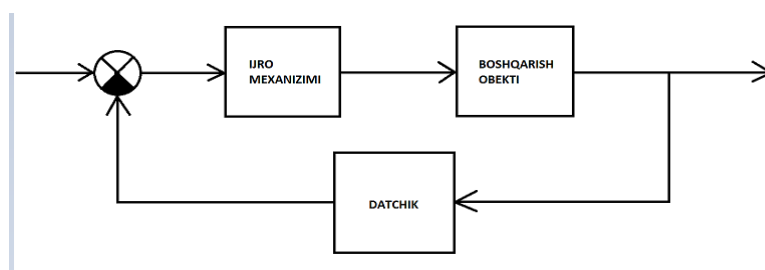 IJRO
MEXANIZIMI
BOSHQARISH
OBEKTI
DATCHIK